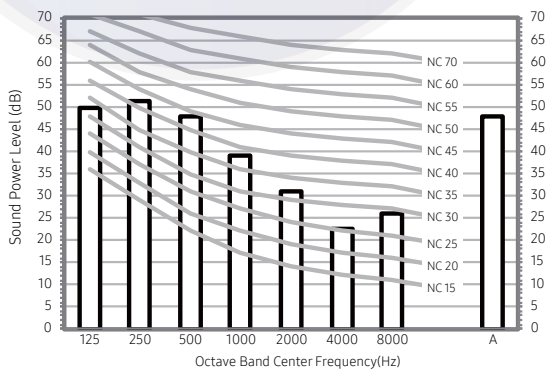 70
65
60
55
50
45
40
35
30
25
20
15
10
5
0
Sound Power Level (dB)
NC 70
NC 60
NC 55
NC 50
NC 45
NC 40
NC 35
NC 30
NC 25
NC 20
NC 15
70
65
60
55
50
45
40
35
30
25
20
15
10
5
0
125 250 500 1000 2000 4000 8000 A
Octave Band Center Frequency(Hz)